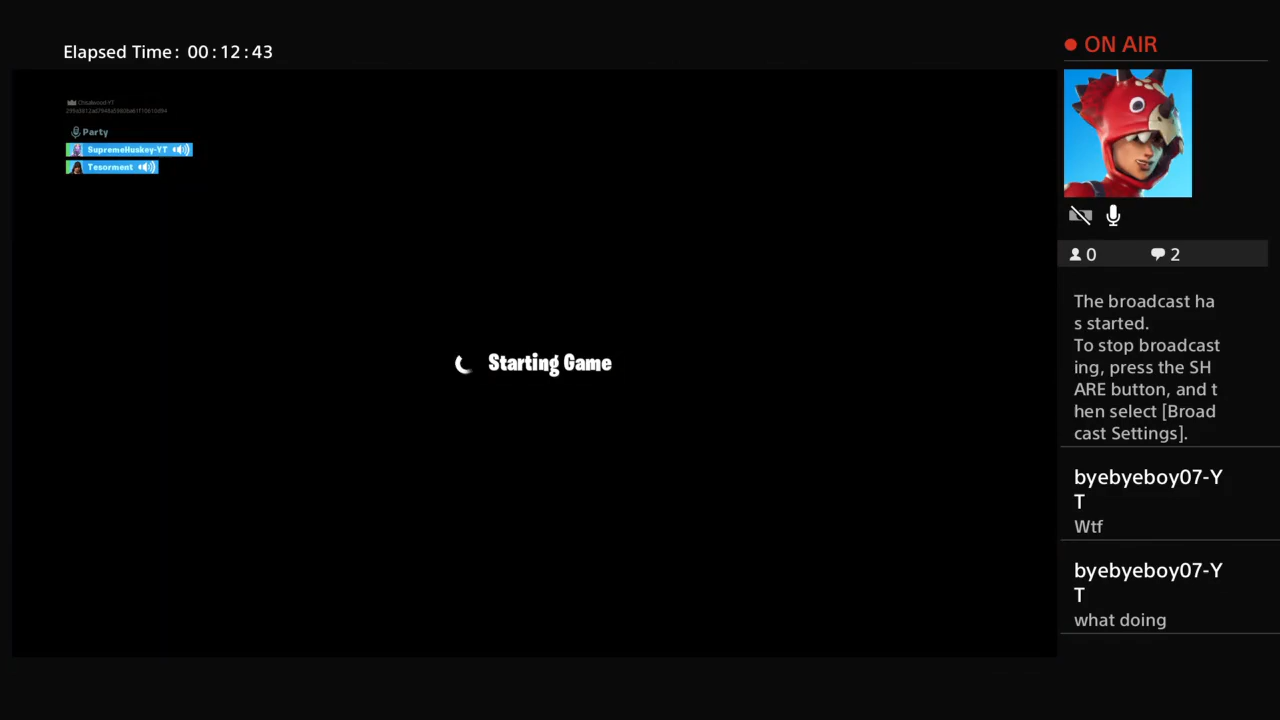 Elapsed Time: 00:12:43
ON AIR
Party
SupremeHuskey-YT
Tesorment
0
2
Starting Game
The broadcast ha
s started.
To stop broadcast
ing, press the SH
ARE button, and t
hen select [Broad
cast Settings].
byebyeboy07-Y
T
Wtf
byebyeboy07-Y
T
what doing